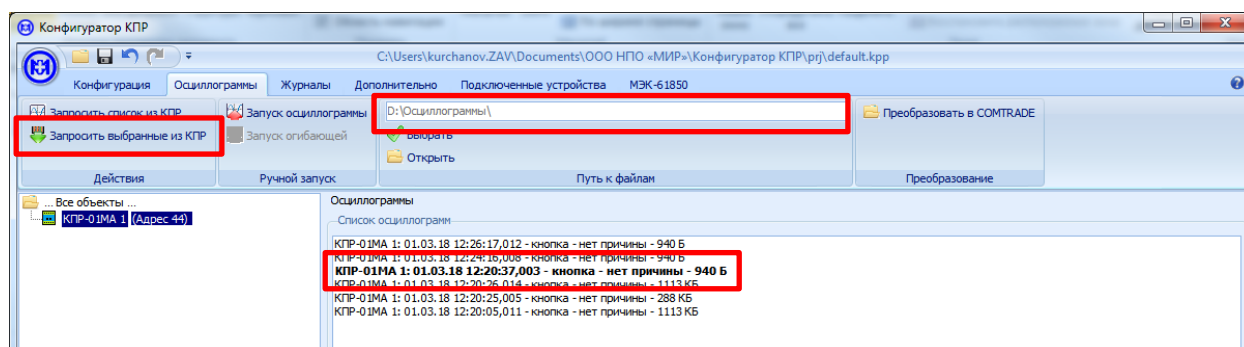 Конфигуратор КПР
C:\Users\kurchanov.ZAV\Documents\ООО НПО «МИР»\Конфигуратор КПР\prj\default.kpp
Конфигурация Осциллограммы Журналы Дополнительно Подключенные устройства МЭК-61850
Запросить список из КПР Запуск осциллограммы D:\Осциллограммы\ Преобразовать в COMTRADE
Запросить выбранные из КПР Запуск огибающей Выбрать
Открыть
Действия Ручной запуск Путь к файлам Преобразование
... Все объекты ...
КПР-01МА 1 (Адрес 44)
Осциллограммы
Список осциллограмм
КПР-01МА 1: 01.03.18 12:26:17,012 - кнопка - нет причины - 940 Б
КПР-01МА 1: 01.03.18 12:24:16,008 - кнопка - нет причины - 940 Б
КПР-01МА 1: 01.03.18 12:20:37,003 - кнопка - нет причины - 940 Б
КПР-01МА 1: 01.03.18 12:20:26,014 - кнопка - нет причины - 1113 КБ
КПР-01МА 1: 01.03.18 12:20:25,005 - кнопка - нет причины - 288 КБ
КПР-01МА 1: 01.03.18 12:20:05,011 - кнопка - нет причины - 1113 КБ